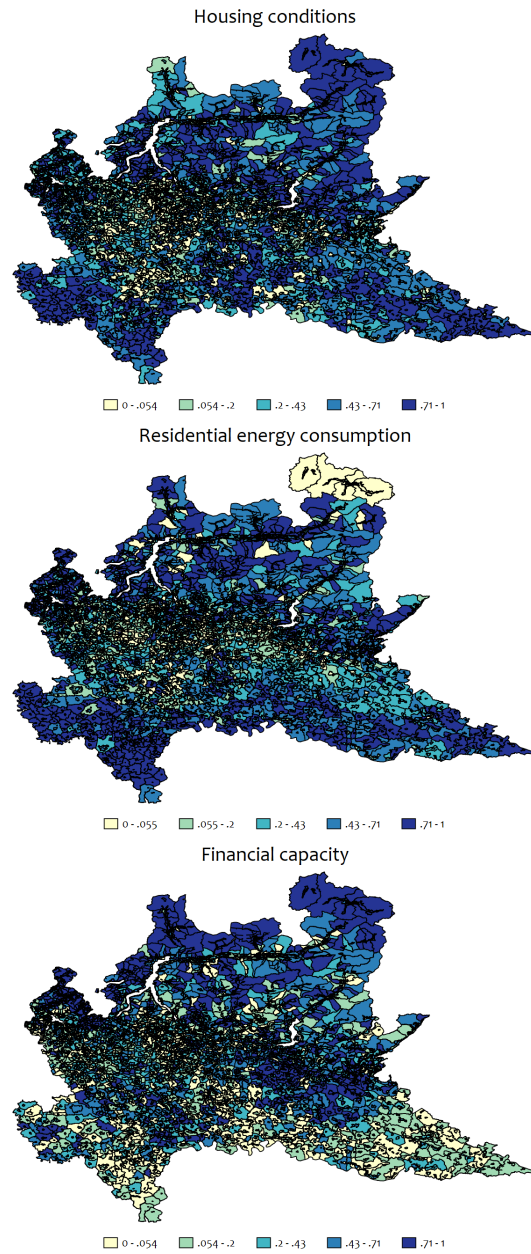 Housing conditions
0 - .054 .054 - .2 .2 - .43 .43 - .71 .71 - 1
Residential energy consumption
0 - .055 .055 - .2 .2 - .43 .43 - .71 .71 - 1
Financial capacity
0 - .054 .054 - .2 .2 - .43 .43 - .71 .71 - 1